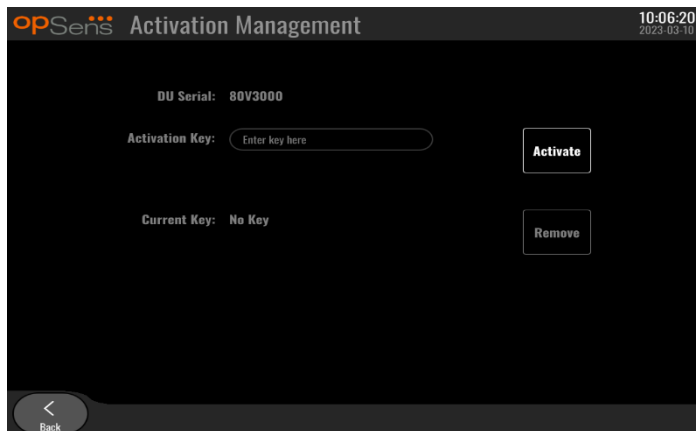 opSens Activation Management
10:06:20
2023-03-10
DU Serial: 80V3000
Activation Key: Enter key here
Activate
Current Key: No Key
Remove
Back